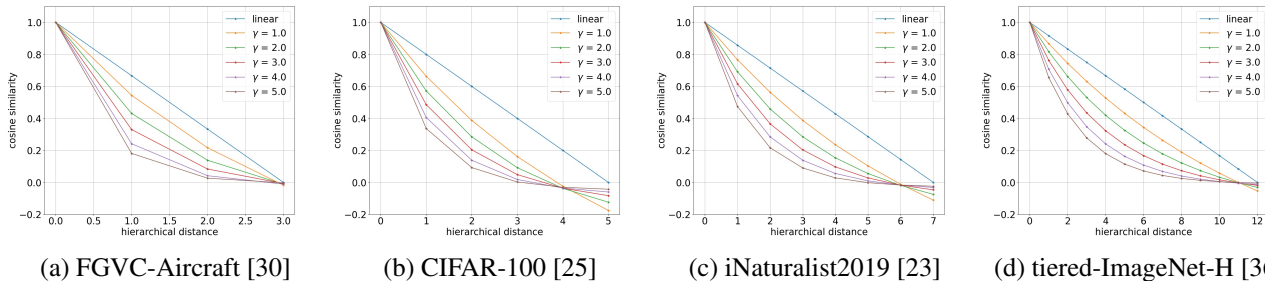 1.0
0.8
0.6
0.4
0.2
0.0
−0.2
cosine similarity
linear
γ = 1.0
γ = 2.0
γ = 3.0
γ = 4.0
γ = 5.0
0.0 0.5 1.0 1.5 2.0 2.5 3.0
hierarchical distance
(a) FGVC-Aircraft [30]
1.0
0.8
0.6
0.4
0.2
0.0
−0.2
cosine similarity
linear
γ = 1.0
γ = 2.0
γ = 3.0
γ = 4.0
γ = 5.0
0 1 2 3 4 5
hierarchical distance
(b) CIFAR-100 [25]
1.0
0.8
0.6
0.4
0.2
0.0
−0.2
cosine similarity
linear
γ = 1.0
γ = 2.0
γ = 3.0
γ = 4.0
γ = 5.0
0 1 2 3 4 5 6 7
hierarchical distance
(c) iNaturalist2019 [23]
1.0
0.8
0.6
0.4
0.2
0.0
−0.2
cosine similarity
linear
γ = 1.0
γ = 2.0
γ = 3.0
γ = 4.0
γ = 5.0
0 2 4 6 8 10 12
hierarchical distance
(d) tiered-ImageNet-H